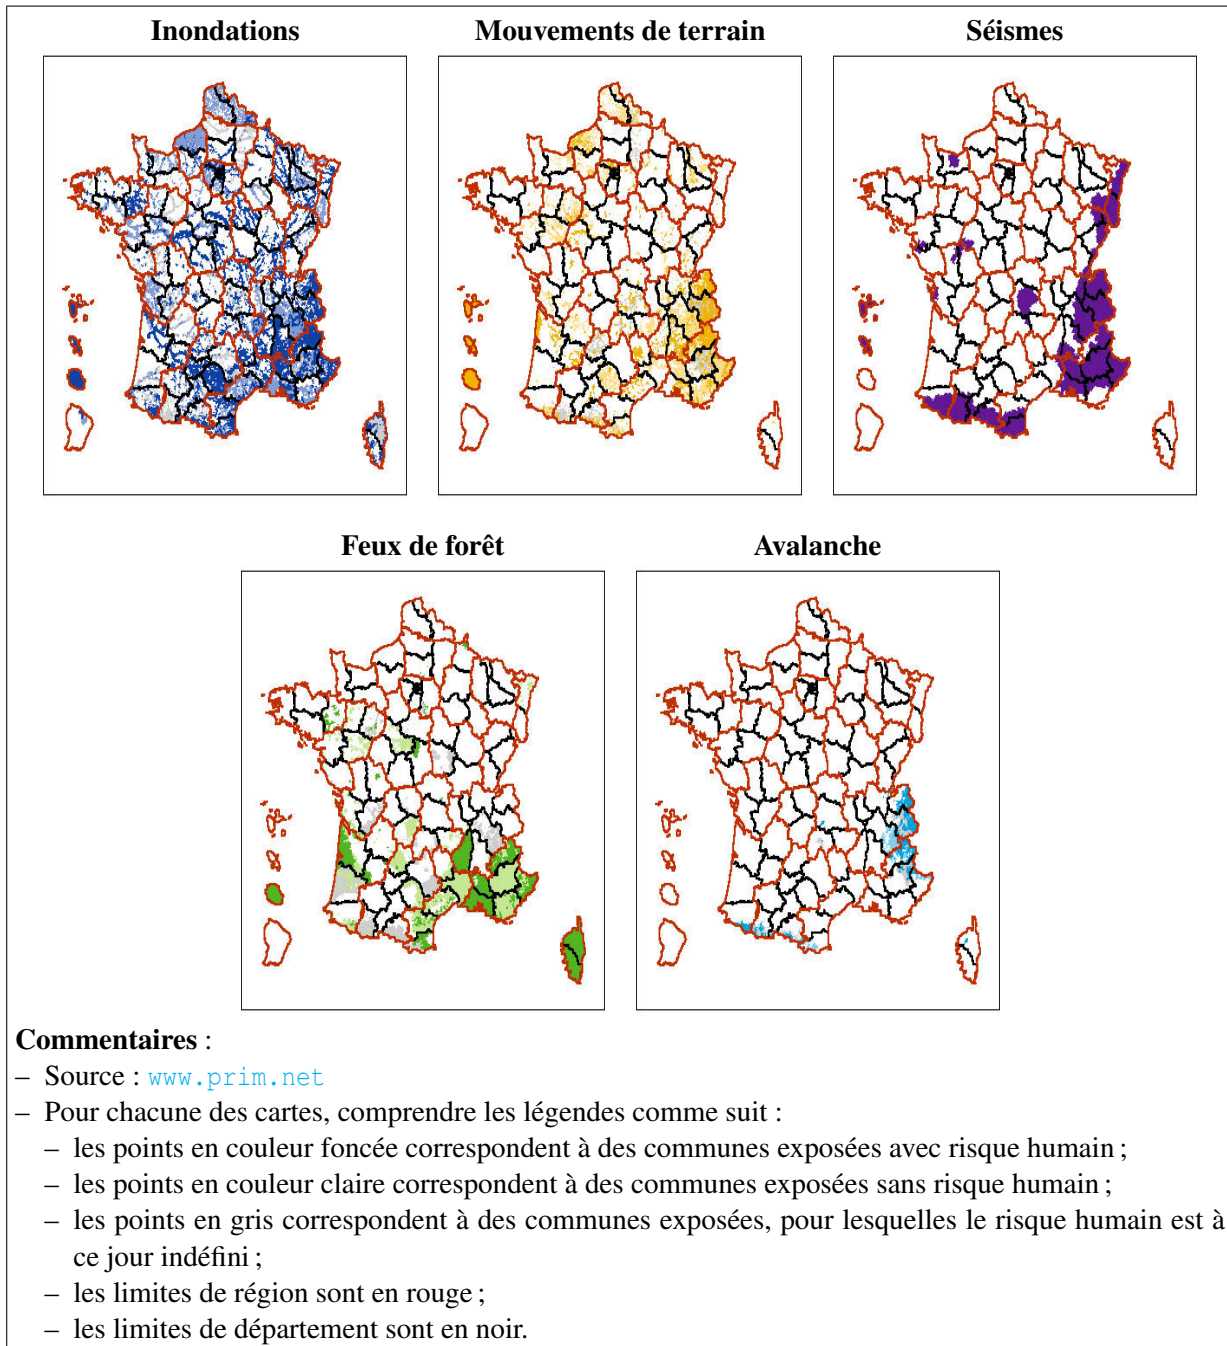 Inondations
Mouvements de terrain
Séismes
Feux de forêt
Avalanche
Commentaires :
– Source : www.prim.net
– Pour chacune des cartes, comprendre les légendes comme suit :
– les points en couleur foncée correspondent à des communes exposées avec risque humain ;
– les points en couleur claire correspondent à des communes exposées sans risque humain ;
– les points en gris correspondent à des communes exposées, pour lesquelles le risque humain est à
ce jour indéfini ;
– les limites de région sont en rouge ;
– les limites de département sont en noir.